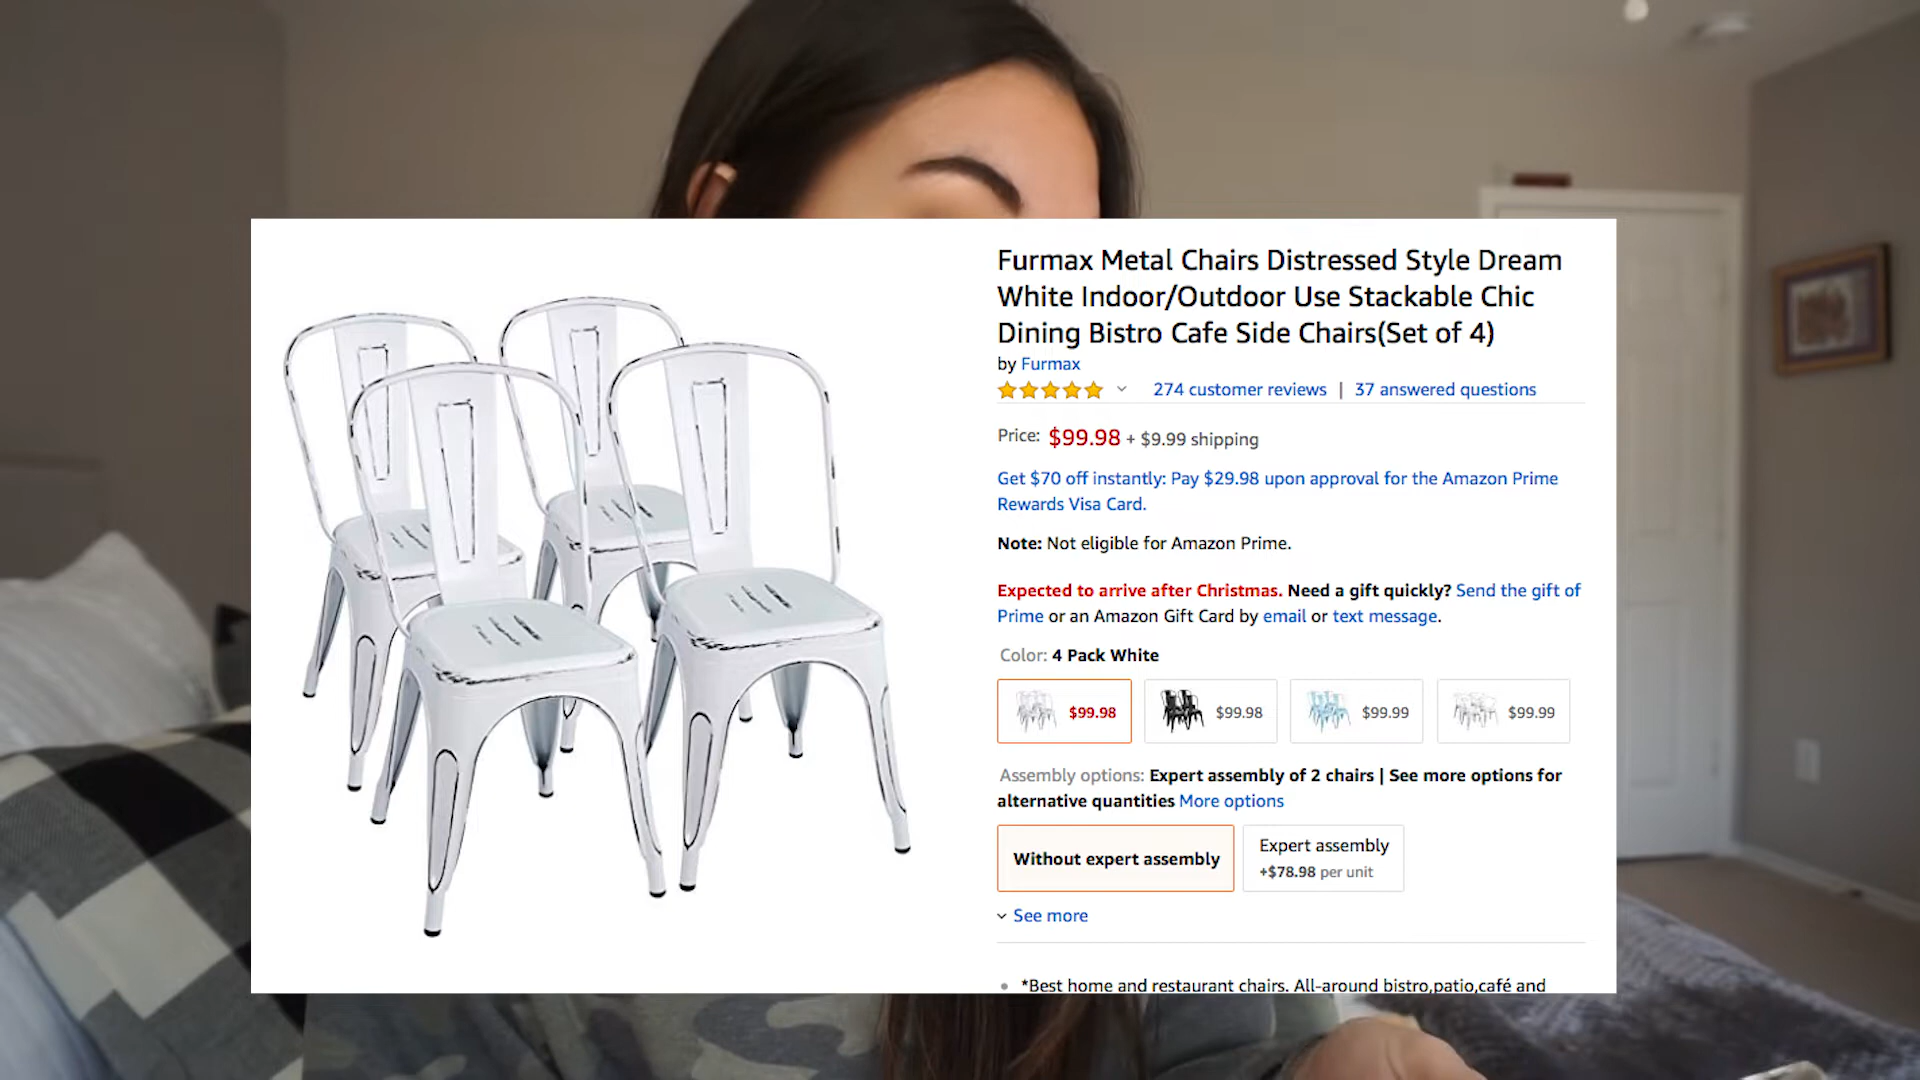 Furmax Metal Chairs Distressed Style Dream
White Indoor/Outdoor Use Stackable Chic
Dining Bistro Cafe Side Chairs(Set of 4)
by Furmax
274 customer reviews | 37 answered questions
Price: $99.98 + $9.99 shipping
Get $70 off instantly: Pay $29.98 upon approval for the Amazon Prime
Rewards Visa Card.
Note: Not eligible for Amazon Prime.
Expected to arrive after Christmas. Need a gift quickly? Send the gift of
Prime or an Amazon Gift Card by email or text message.
Color: 4 Pack White
$99.98 $99.98 $99.99 $99.99
Assembly options: Expert assembly of 2 chairs | See more options for
alternative quantities More options
Without expert assembly
Expert assembly
+$78.98 per unit
See more
*Best home and restaurant chairs. All-around bistro,patio,café and